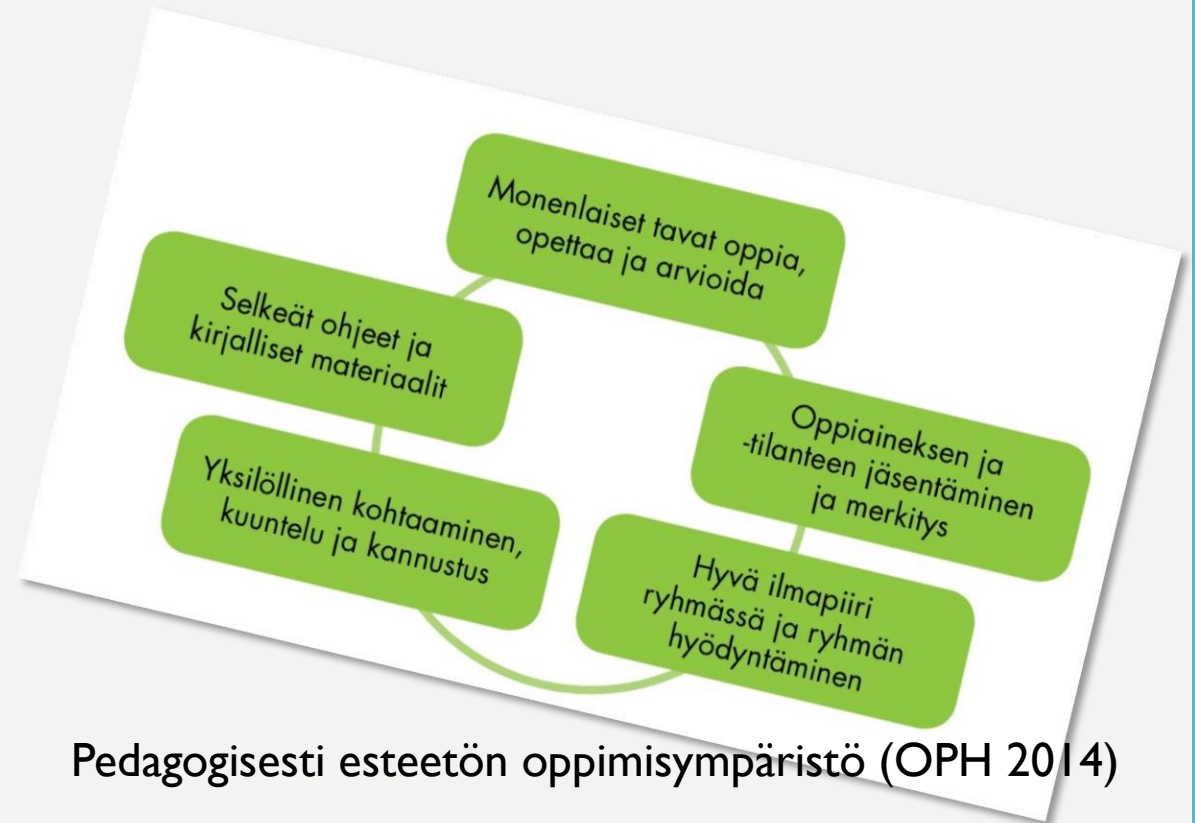 Monenlaiset tavat oppia,
opettaa ja arvioida
Selkeät ohjeet ja
kirjalliset materiaalit
Oppiaineksen ja
-tilanteen jäsentäminen
ja merkitys
Yksilöllinen kohtaaminen,
kuuntelu ja kannustus
Hyvä ilmapiiri
ryhmässä ja ryhmän
hyödyntäminen
Pedagogisesti esteetön oppimisympäristö (OPH 2014)